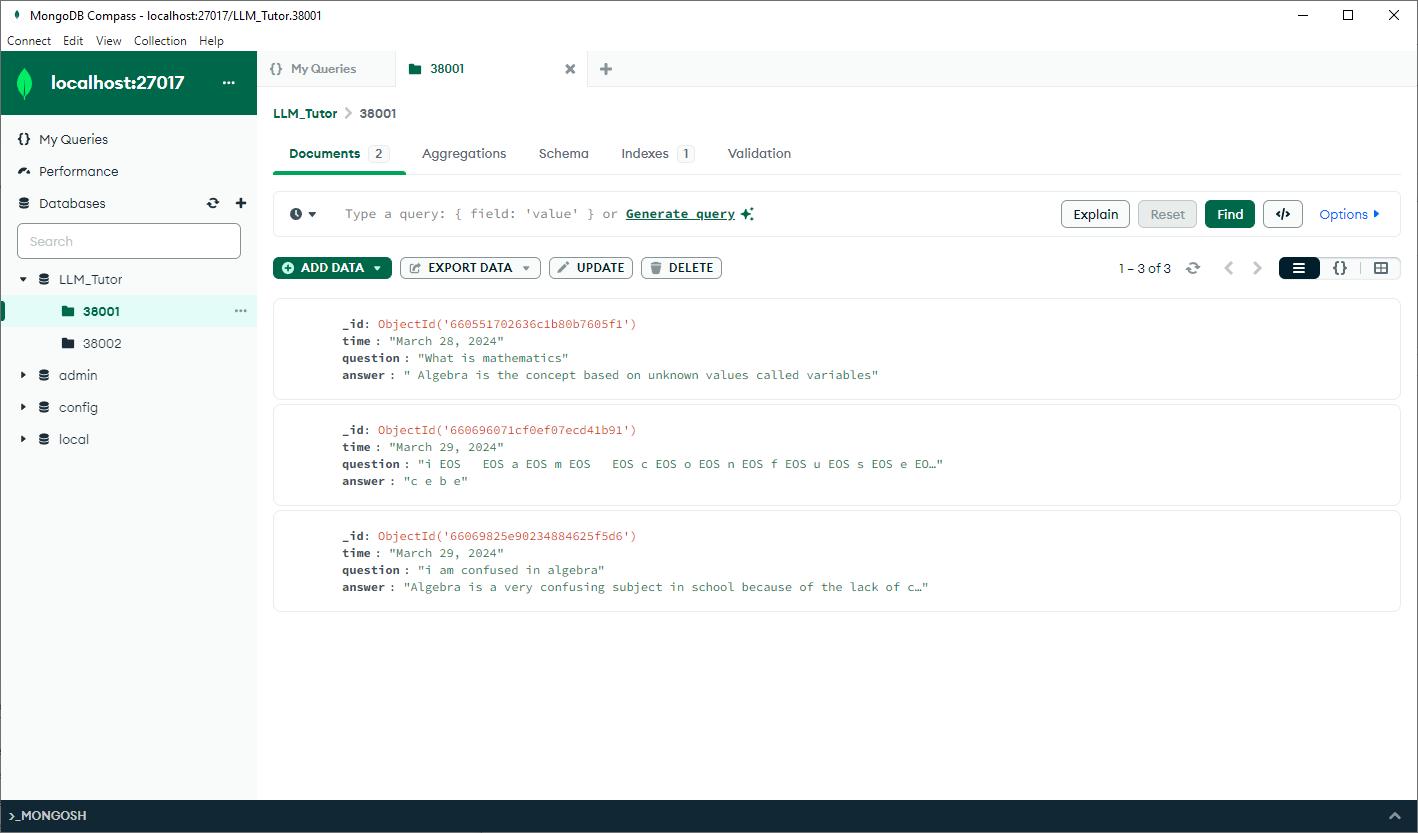 MongoDB Compass - localhost:27017/LLM_Tutor.38001
Connect Edit View Collection Help
localhost:27017 ...
{} My Queries
38001
{} My Queries
Performance
Databases
Search
LLM_Tutor
38001 ...
38002
admin
config
local
LLM_Tutor > 38001
Documents 2 Aggregations Schema Indexes 1 Validation
Type a query: { field: 'value' } or Generate query
Explain Reset Find </> Options
ADD DATA EXPORT DATA UPDATE DELETE 1 – 3 of 3 {}
_id: ObjectId('660551702636c1b80b7605f1')
time : "March 28, 2024"
question : "What is mathematics"
answer : " Algebra is the concept based on unknown values called variables"
_id: ObjectId('660696071cf0ef07ecd41b91')
time : "March 29, 2024"
question : "i EOS   EOS a EOS m EOS   EOS c EOS o EOS n EOS f EOS u EOS s EOS e EO…"
answer : "c e b e"
_id: ObjectId('66069825e90234884625f5d6')
time : "March 29, 2024"
question : "i am confused in algebra"
answer : "Algebra is a very confusing subject in school because of the lack of c…"
>_MONGOSH